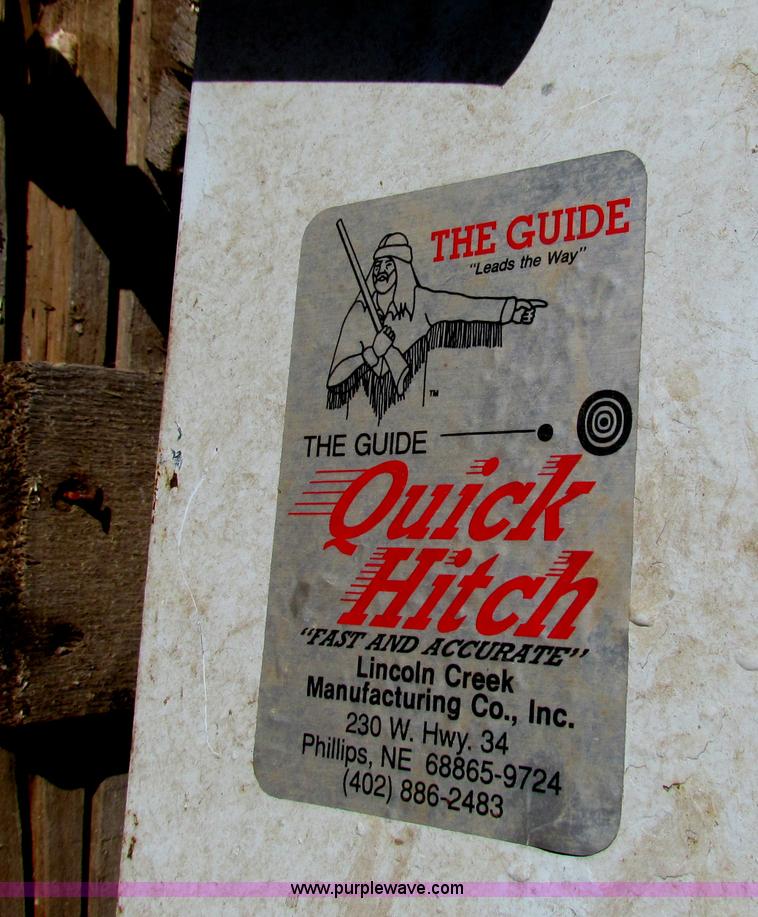 THE GUIDE
"Leads the Way"
TM
THE GUIDE
Quick
Hitch
"FAST AND ACCURATE"
Lincoln Creek
Manufacturing Co., Inc.
230 W. Hwy. 34
Phillips, NE 68865-9724
(402) 886-2483
www.purplewave.com